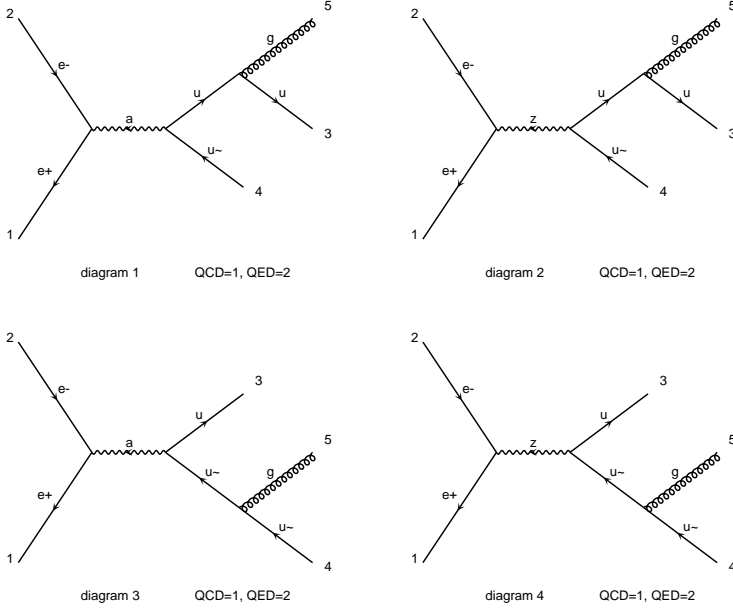 2
5
g
e-
u
u
a
3
u~
e+
4
1
diagram 1 QCD=1, QED=2
2
5
g
e-
u
u
z
3
u~
e+
4
1
diagram 2 QCD=1, QED=2
2
3
e-
u
a
5
g
u~
e+
u~
1
4
diagram 3 QCD=1, QED=2
2
3
e-
u
z
5
g
u~
e+
u~
1
4
diagram 4 QCD=1, QED=2